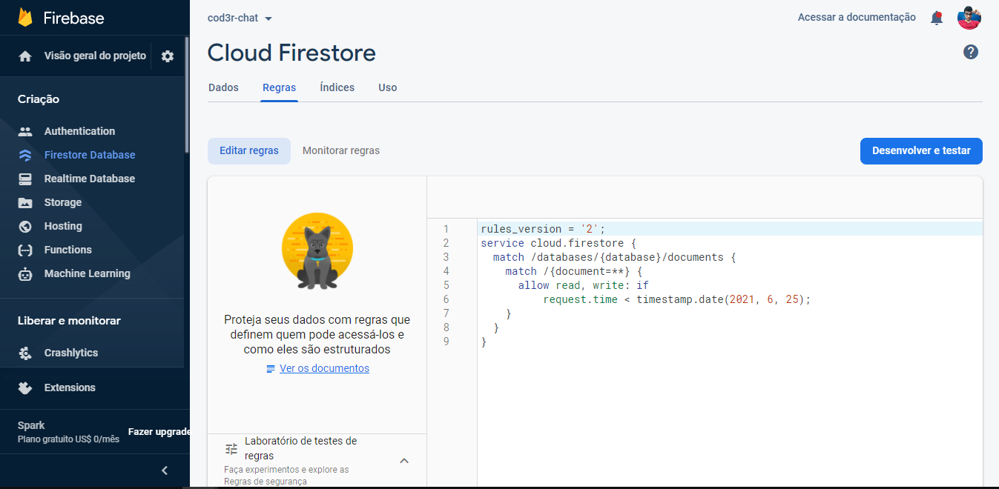 Firebase
Visão geral do projeto
Criação
Authentication
Firestore Database
Realtime Database
Storage
Hosting
Functions
Machine Learning
Liberar e monitorar
Crashlytics
Extensions
Spark
Plano gratuito US$ 0/mês
Fazer upgrade
cod3r-chat
Acessar a documentação
Cloud Firestore
?
Dados Regras Índices Uso
Editar regras Monitorar regras
Desenvolver e testar
Proteja seus dados com regras que
definem quem pode acessá-los e
como eles são estruturados
Ver os documentos
Laboratório de testes de
regras
Faça experimentos e explore as
Regras de segurança
1 rules_version = '2';
2 service cloud.firestore {
3   match /databases/{database}/documents {
4     match /{document=**} {
5       allow read, write: if
6           request.time < timestamp.date(2021, 6, 25);
7     }
8   }
9 }